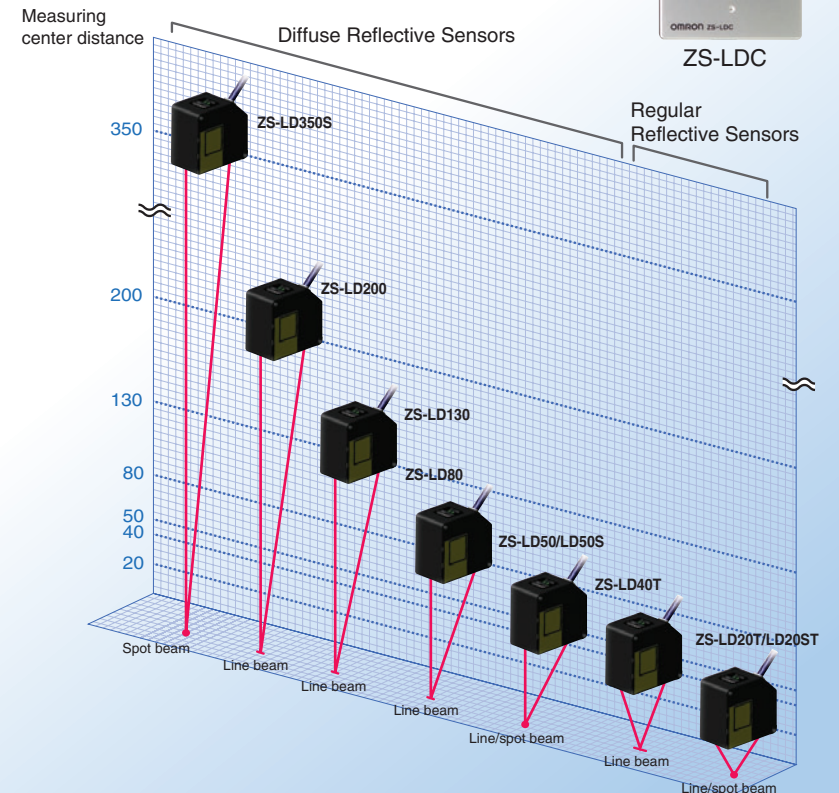 Measuring
center distance
Diffuse Reflective Sensors
OMRON ZS-LDC
ZS-LDC
Regular
Reflective Sensors
350
ZS-LD350S
200
ZS-LD200
130
ZS-LD130
80
ZS-LD80
50
40
ZS-LD50/LD50S
20
ZS-LD40T
ZS-LD20T/LD20ST
Spot beam
Line beam
Line beam
Line beam
Line/spot beam
Line beam
Line/spot beam